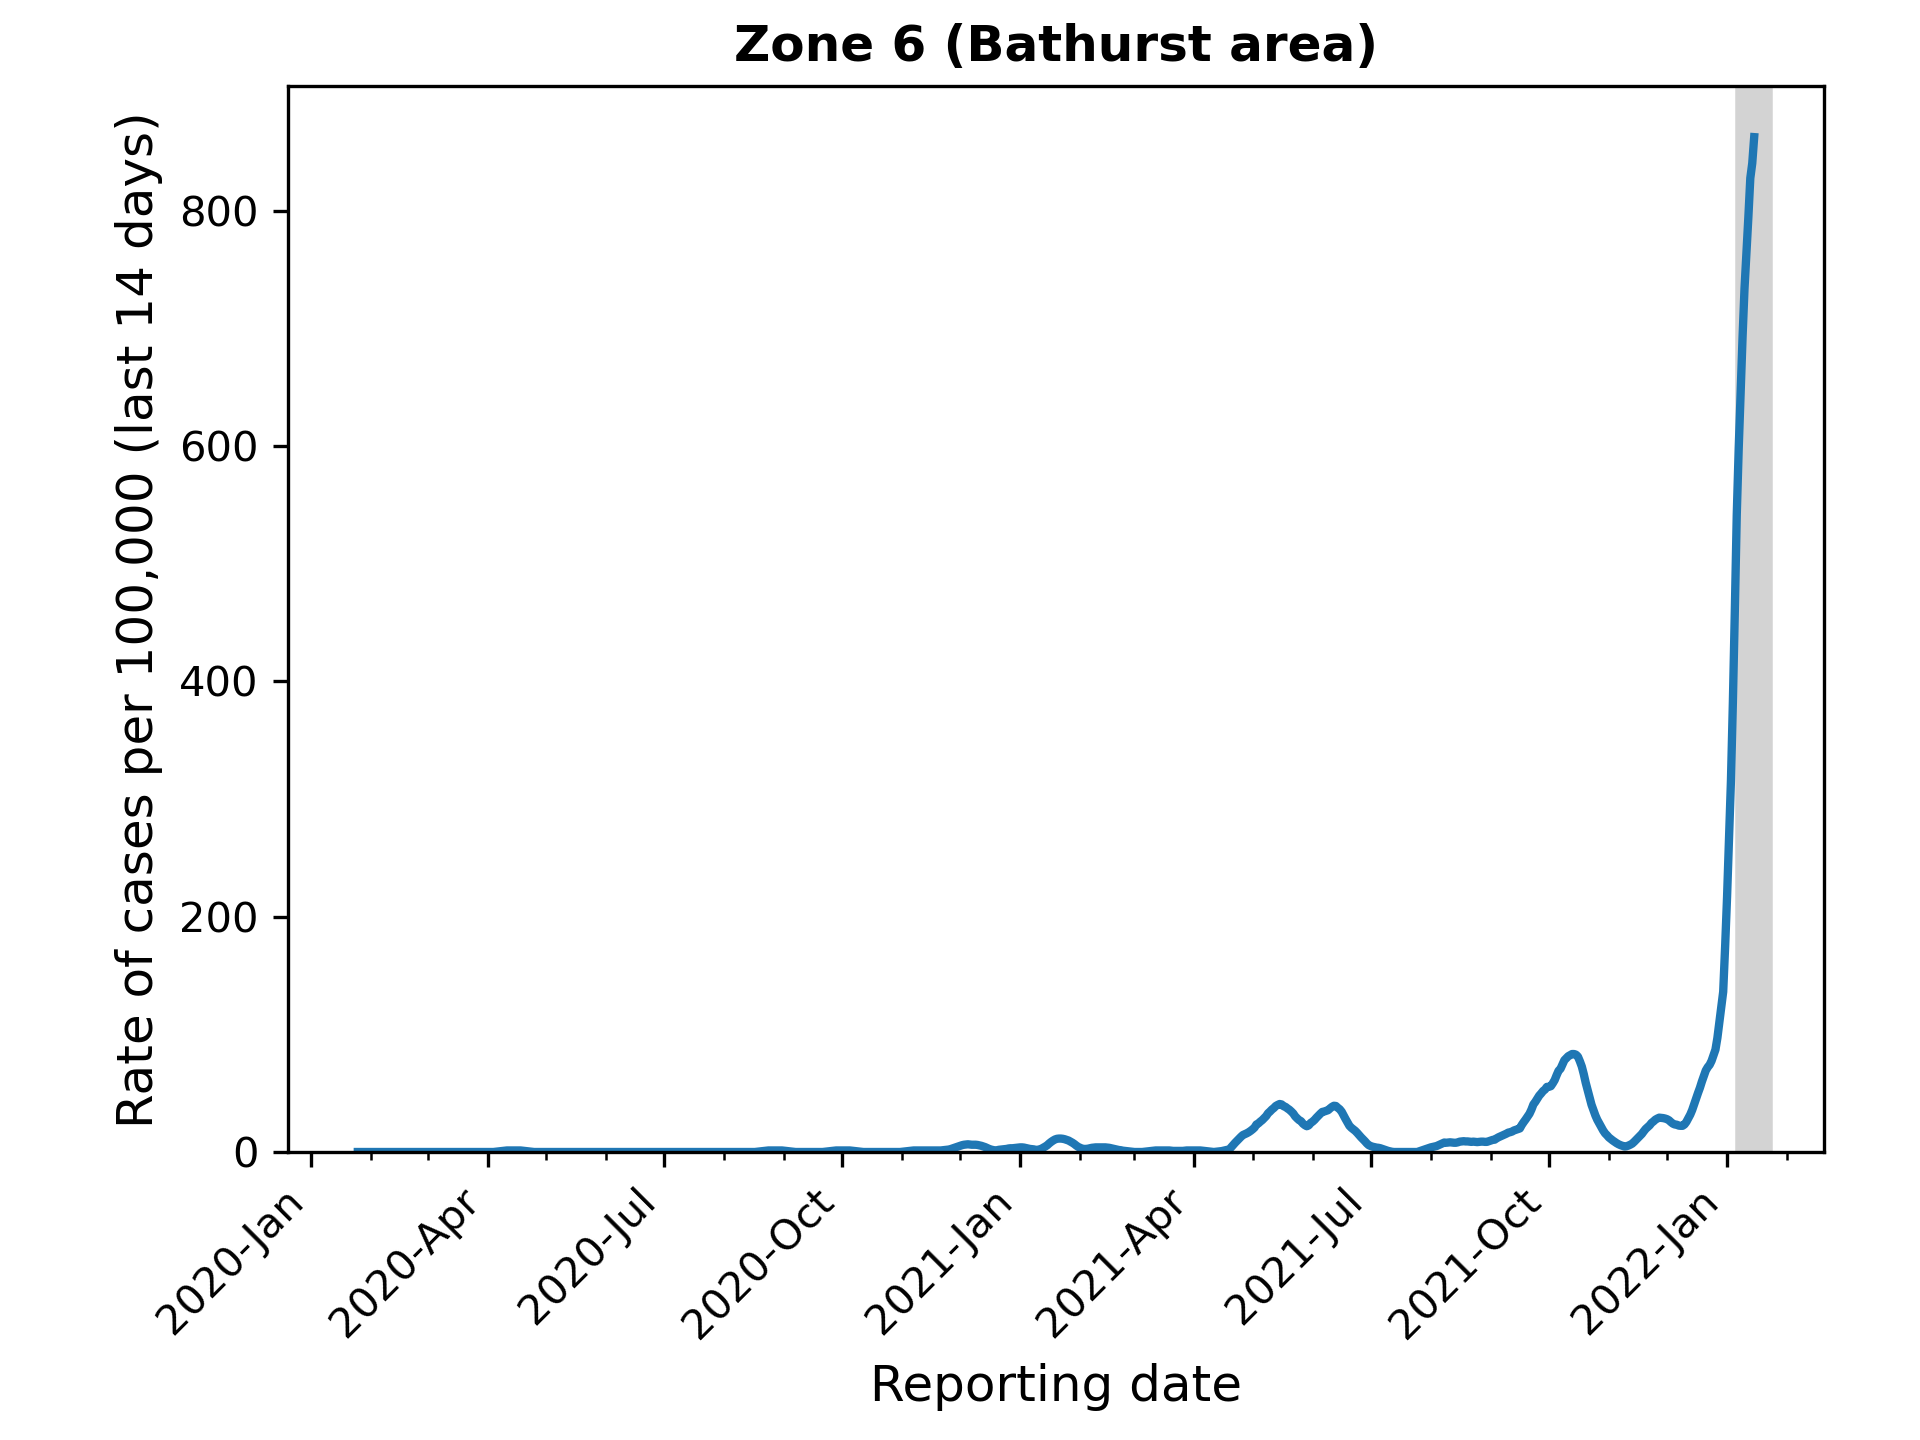 Zone 6 (Bathurst area)
Rate of cases per 100,000 (last 14 days)
800
600
400
200
0
2020-Jan
2020-Apr
2020-Jul
2020-Oct
2021-Jan
2021-Apr
2021-Jul
2021-Oct
2022-Jan
Reporting date